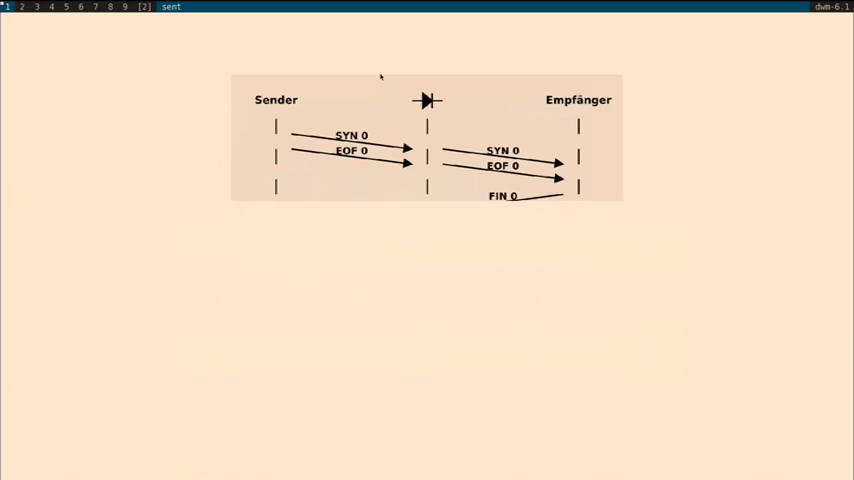 1 2 3 4 5 6 7 8 9 [2] sent dwm-6.1
Sender Empfänger
SYN 0
EOF 0 SYN 0
EOF 0
FIN 0